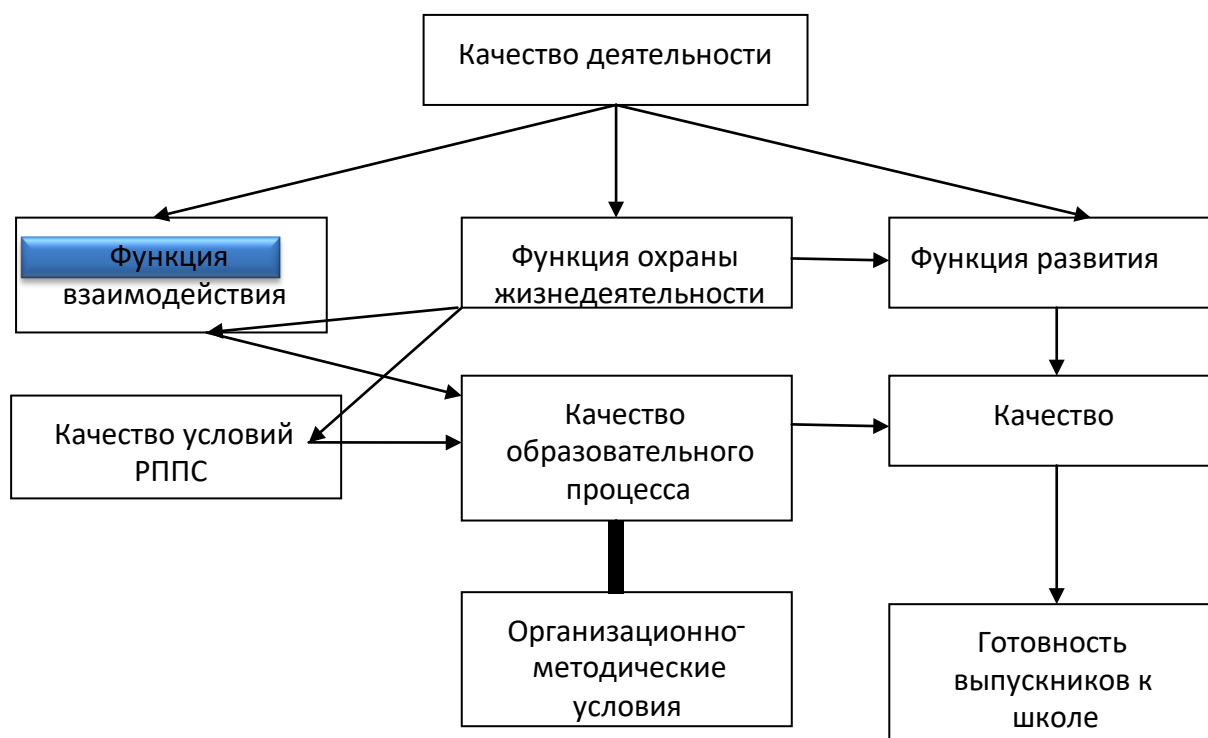 Качество деятельности
Функция
взаимодействия
Функция охраны
жизнедеятельности
Функция развития
Качество условий
РППС
Качество
образовательного
процесса
Качество
Организационно-
методические
условия
Готовность
выпускников к
школе